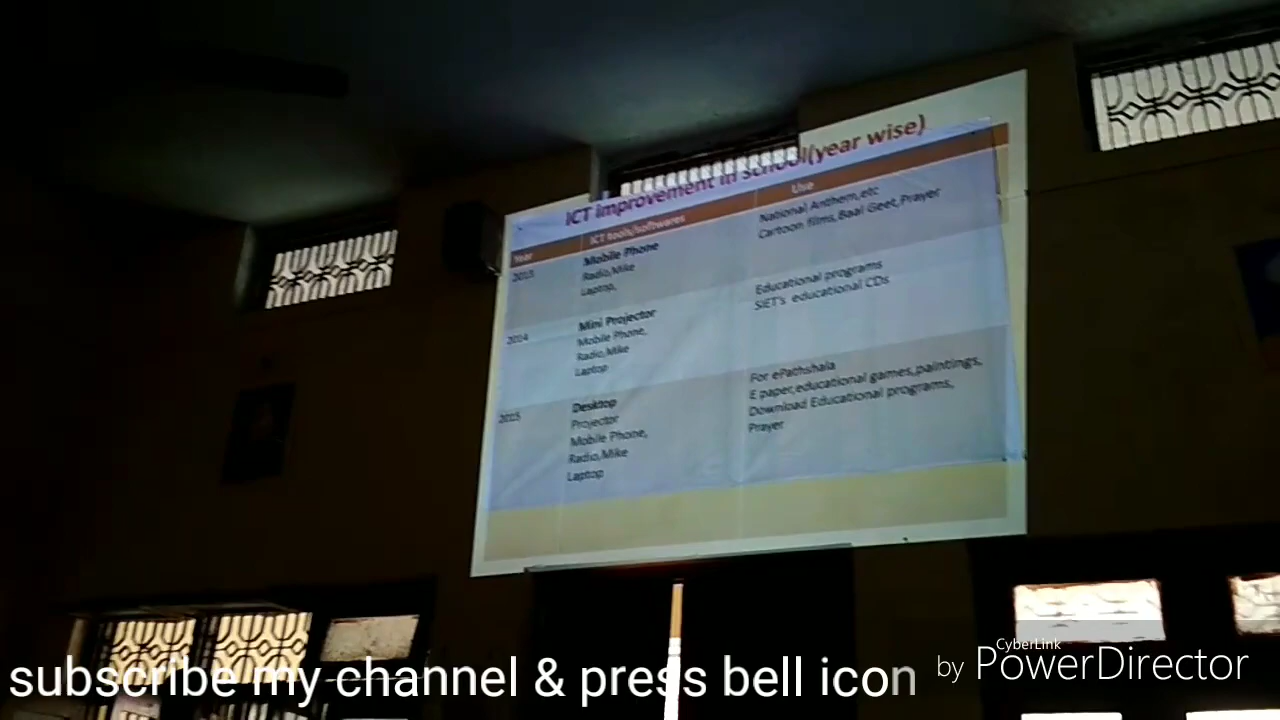 ICT Improvement in school(year wise)
Year ICT tools/softwares Use
2013 Mobile Phone
Radio,Mike
Laptop,
National Anthem,etc
Cartoon films,Baal Geet,Prayer
2014 Mini Projector
Mobile Phone,
Radio,Mike
Laptop
Educational programs
SIET's educational CDs
2015 Desktop
Projector
Mobile Phone,
Radio,Mike
Laptop
For ePathshala
E paper,educational games,paintings,
Download Educational programs,
Prayer
subscribe my channel & press bell icon
CyberLink
by PowerDirector